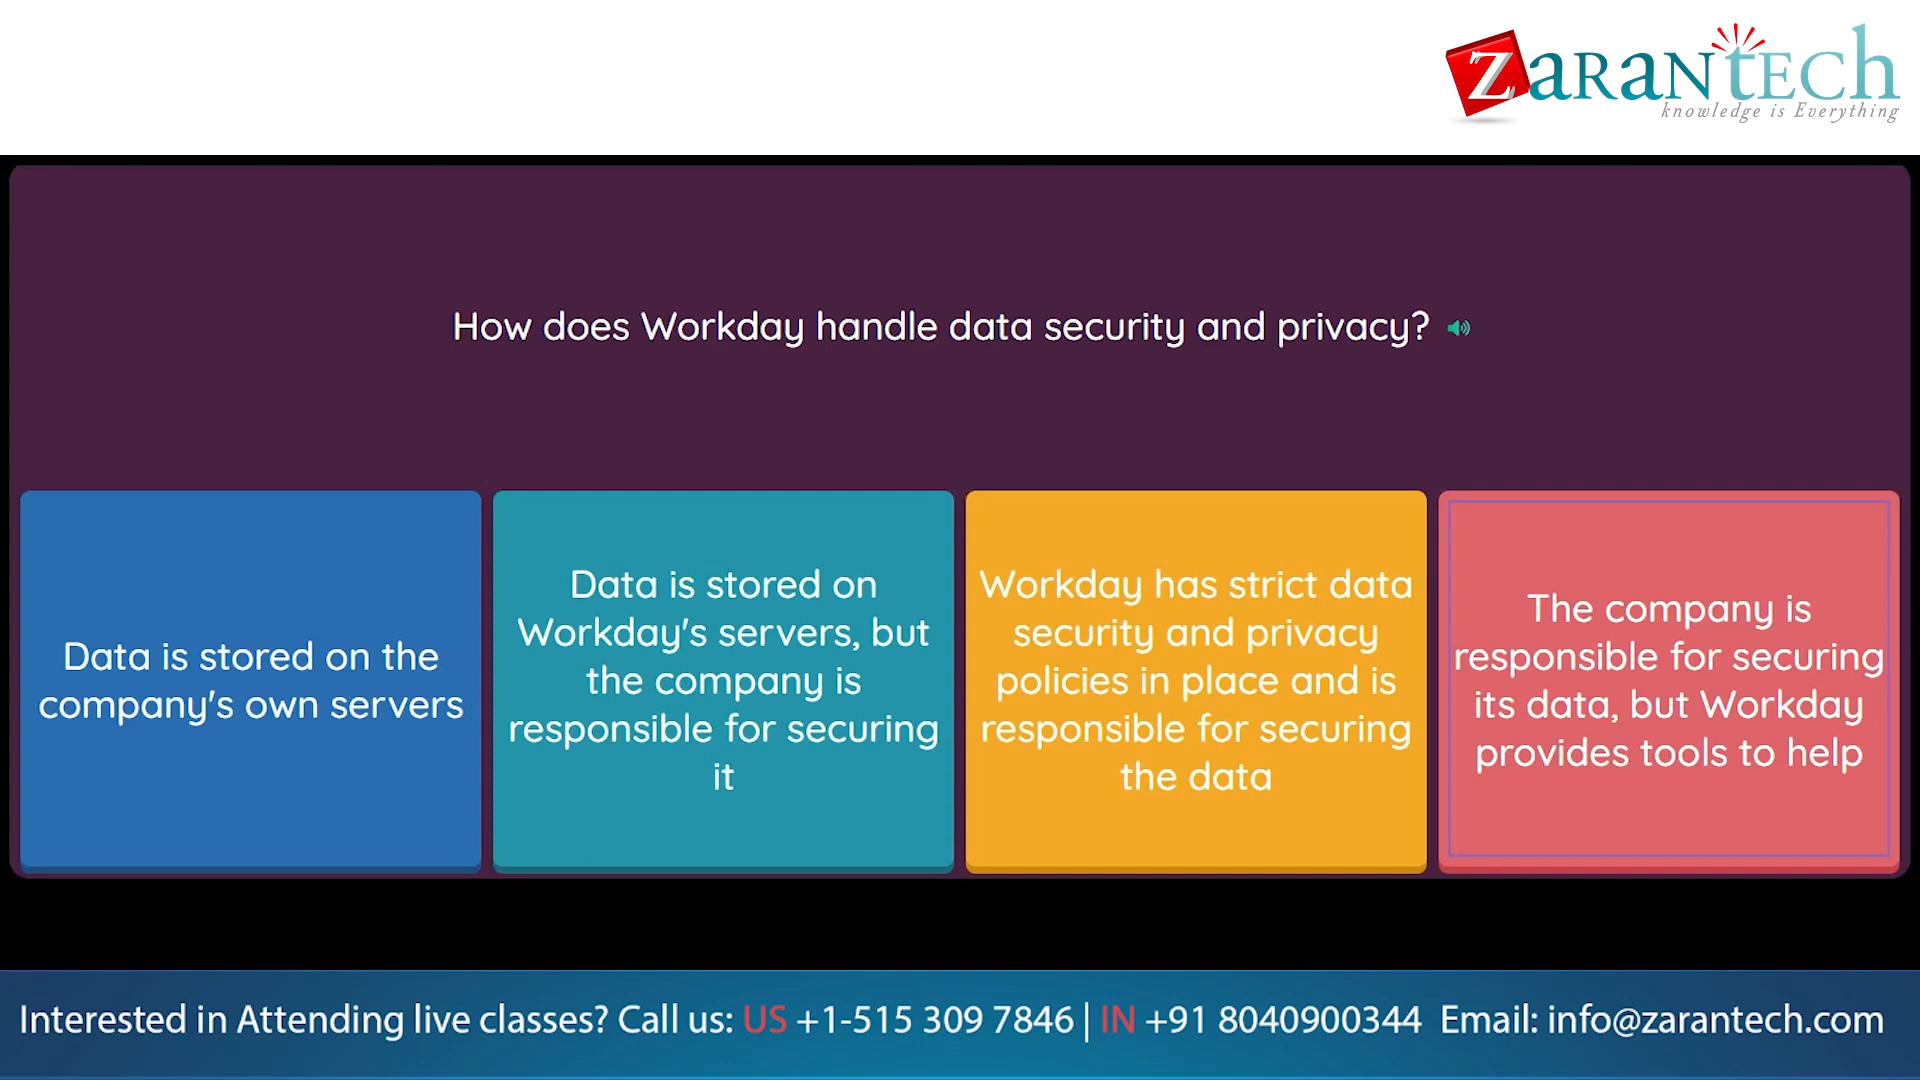 ZaranTech
knowledge is Everything
How does Workday handle data security and privacy?
Data is stored on the
company's own servers
Data is stored on
Workday's servers, but
the company is
responsible for securing
it
Workday has strict data
security and privacy
policies in place and is
responsible for securing
the data
The company is
responsible for securing
its data, but Workday
provides tools to help
Interested in Attending live classes? Call us: US +1-515 309 7846 | IN +91 8040900344 Email: info@zarantech.com